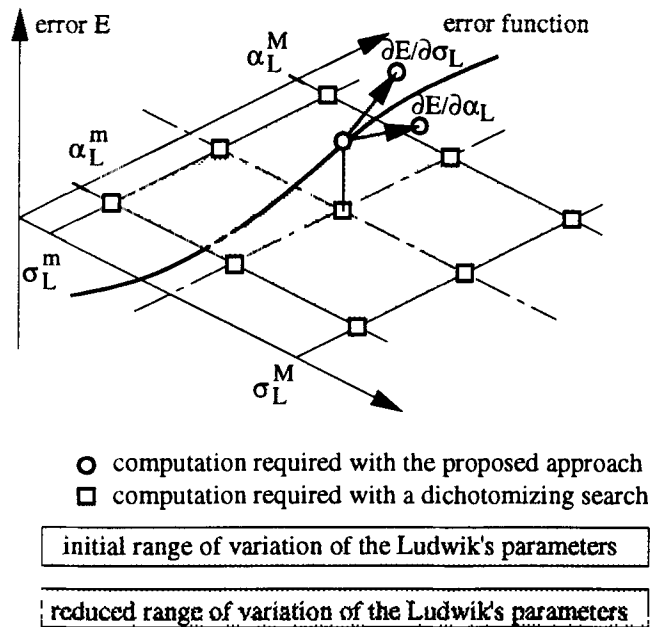 error E
error function
α_L^M
∂E/∂σ_L
∂E/∂α_L
α_L^m
σ_L^m
σ_L^M
computation required with the proposed approach
computation required with a dichotomizing search
initial range of variation of the Ludwik's parameters
reduced range of variation of the Ludwik's parameters